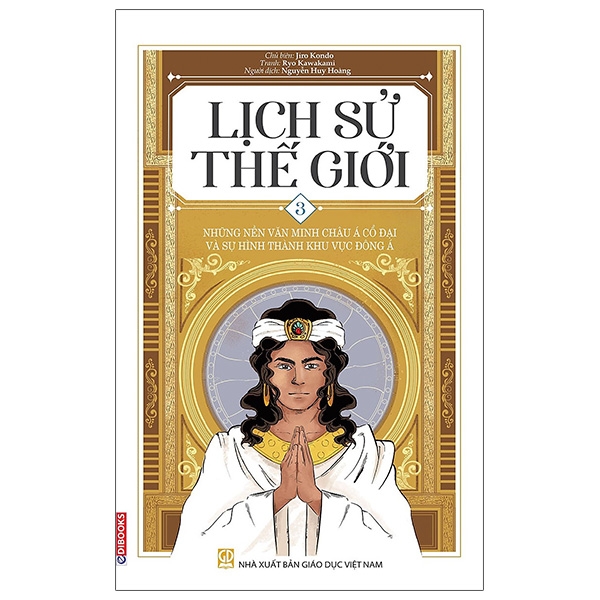 Chủ biên: Jiro Kondo
Tranh: Ryo Kawakami
Người dịch: Nguyễn Huy Hoàng
LỊCH SỬ
THẾ GIỚI
3
NHỮNG NỀN VĂN MINH CHÂU Á CỔ ĐẠI
VÀ SỰ HÌNH THÀNH KHU VỰC ĐÔNG Á
EDIBOOKS
GD
NHÀ XUẤT BẢN GIÁO DỤC VIỆT NAM